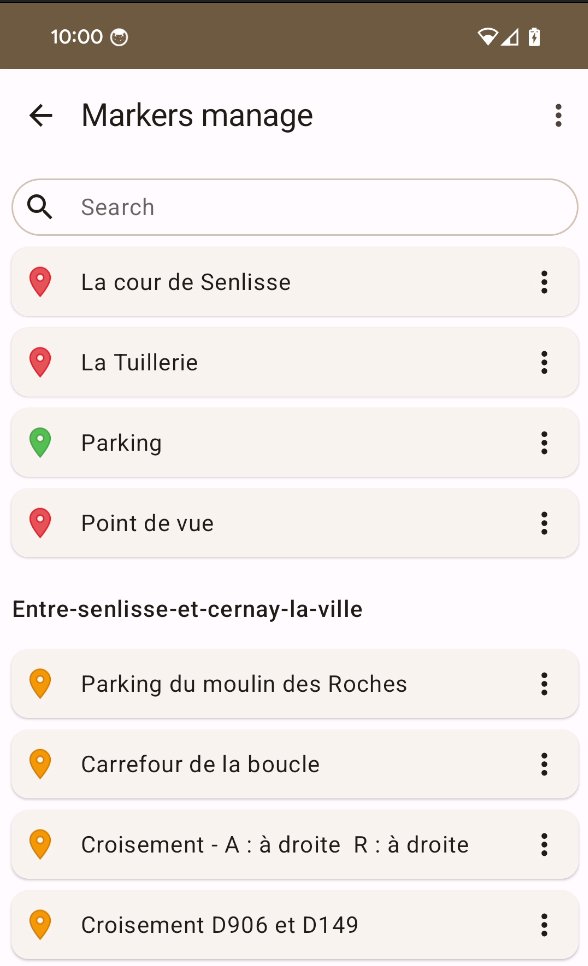 10:00
Markers manage
Search
La cour de Senlisse
La Tuillerie
Parking
Point de vue
Entre-senlisse-et-cernay-la-ville
Parking du moulin des Roches
Carrefour de la boucle
Croisement - A : à droite  R : à droite
Croisement D906 et D149